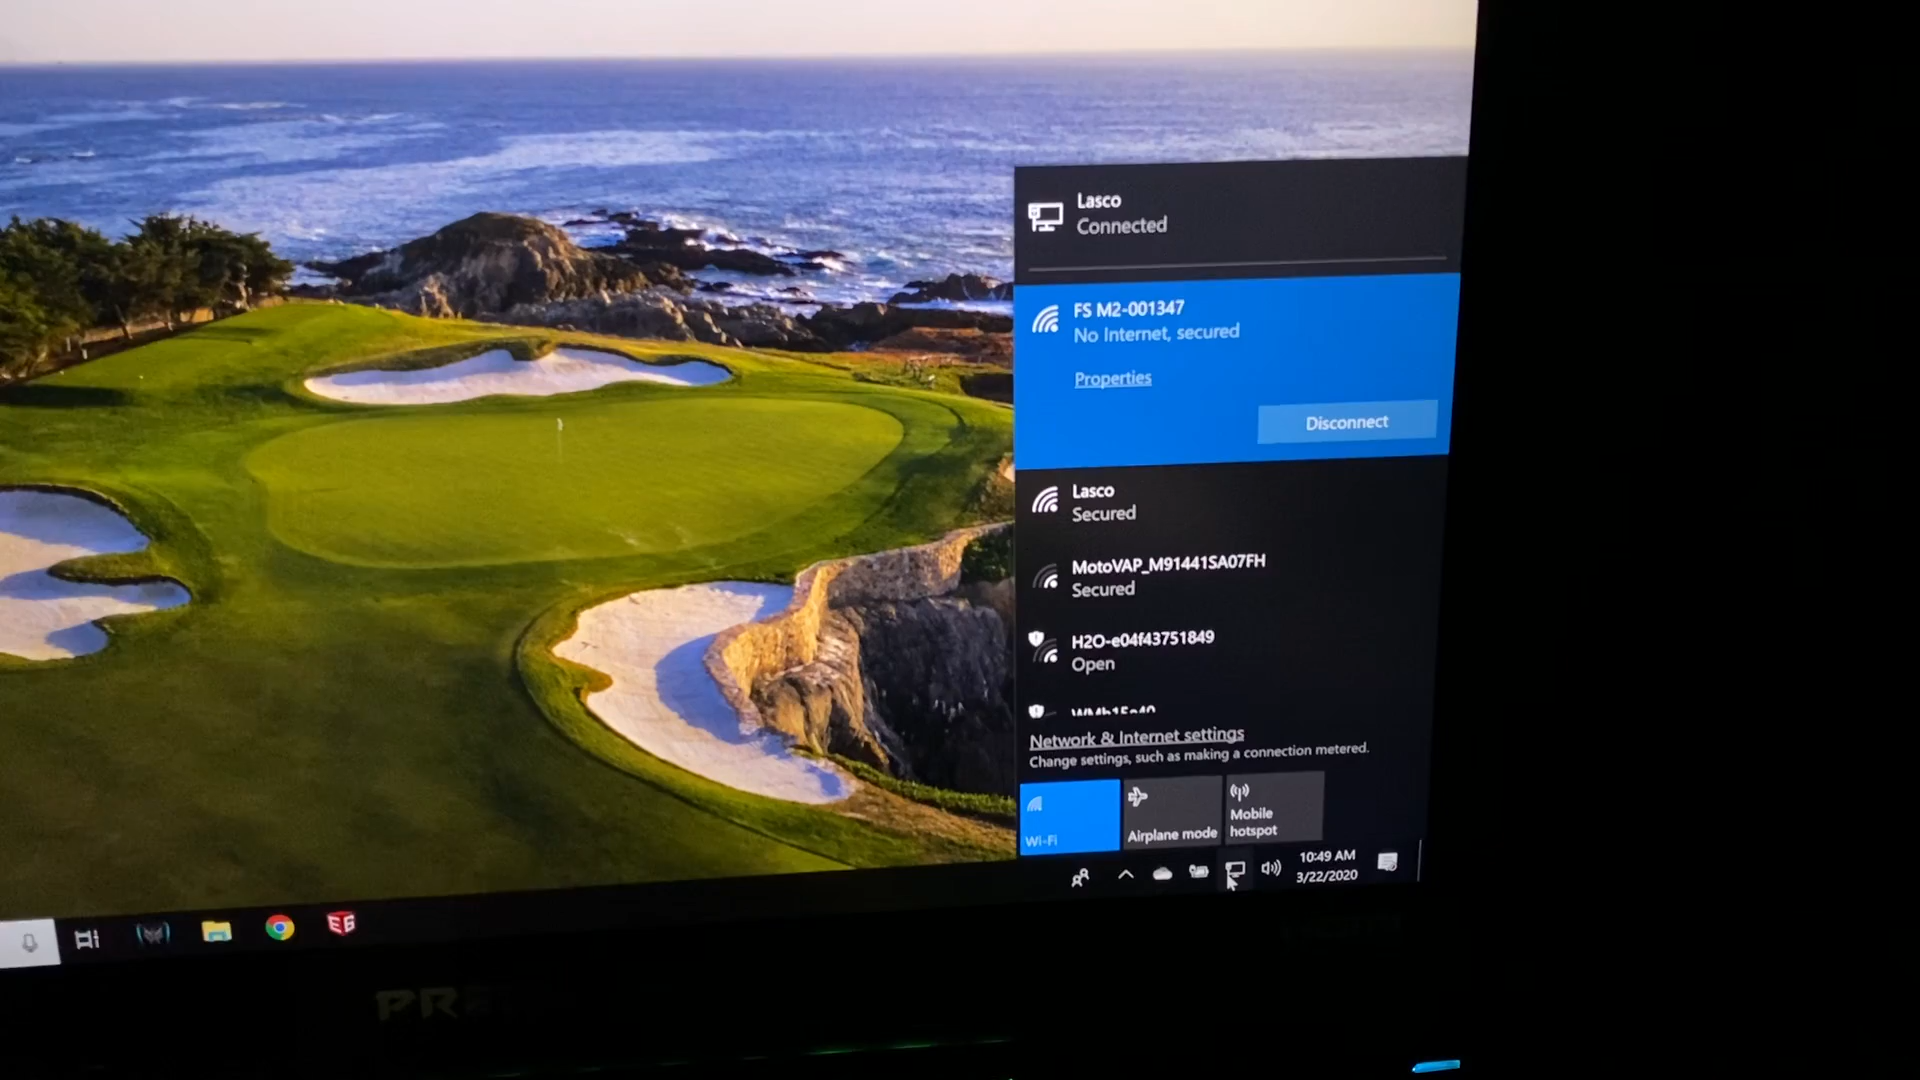 Lasco
Connected
FS M2-001347
No Internet, secured
Properties
Disconnect
Lasco
Secured
MotoVAP_M91441SA07FH
Secured
H2O-e04f43751849
Open
Network & Internet settings
Change settings, such as making a connection metered.
Wi-Fi
Airplane mode
Mobile
hotspot
10:49 AM
3/22/2020
E6
PR